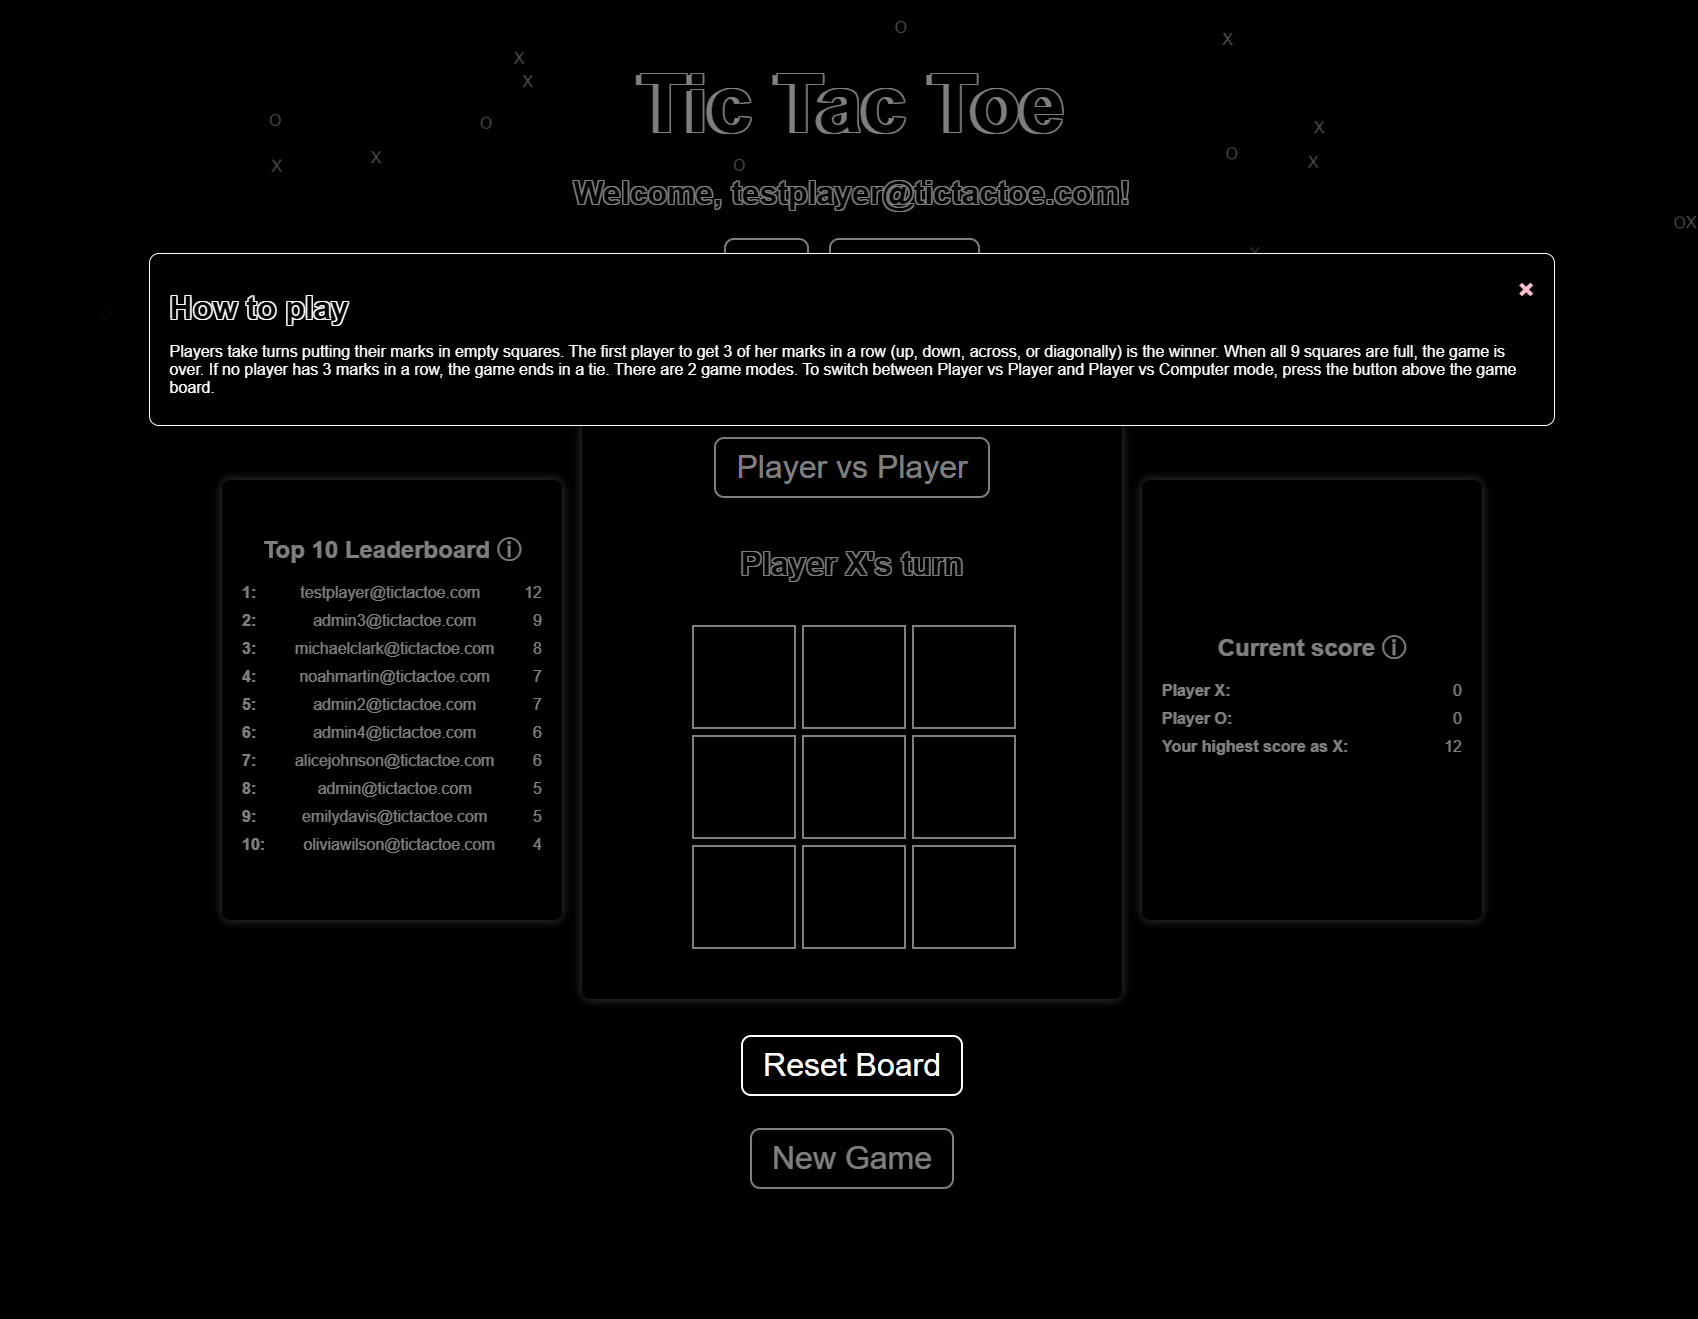 O
X
X
X
Tic Tac Toe
O
O
X
X
X
O
O
X
Welcome, testplayer@tictactoe.com!
OX
X
How to play
✖
O
Players take turns putting their marks in empty squares. The first player to get 3 of her marks in a row (up, down, across, or diagonally) is the winner. When all 9 squares are full, the game is
over. If no player has 3 marks in a row, the game ends in a tie. There are 2 game modes. To switch between Player vs Player and Player vs Computer mode, press the button above the game
board.
Player vs Player
Top 10 Leaderboard ⓘ
1: testplayer@tictactoe.com 12
2: admin3@tictactoe.com 9
3: michaelclark@tictactoe.com 8
4: noahmartin@tictactoe.com 7
5: admin2@tictactoe.com 7
6: admin4@tictactoe.com 6
7: alicejohnson@tictactoe.com 6
8: admin@tictactoe.com 5
9: emilydavis@tictactoe.com 5
10: oliviawilson@tictactoe.com 4
Player X's turn
Current score ⓘ
Player X: 0
Player O: 0
Your highest score as X: 12
Reset Board
New Game